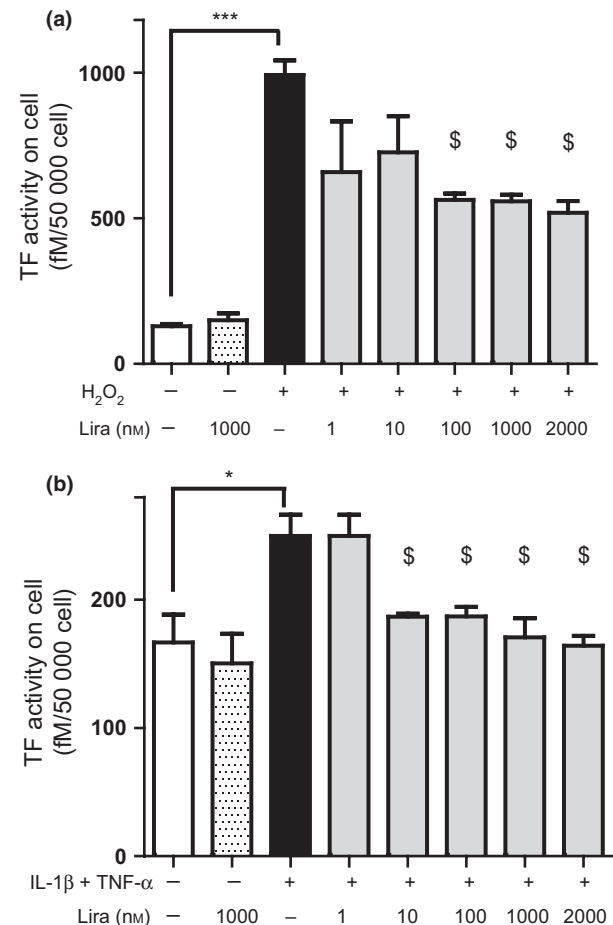 (a)
***
1000
$ $ $
500
0
TF activity on cell
(fM/50 000 cell)
H₂O₂ – – + + + + + +
Lira (nM) – 1000 – 1 10 100 1000 2000
(b)
*
$ $ $ $
200
100
0
TF activity on cell
(fM/50 000 cell)
IL-1β + TNF-α – – + + + + + +
Lira (nM) – 1000 – 1 10 100 1000 2000